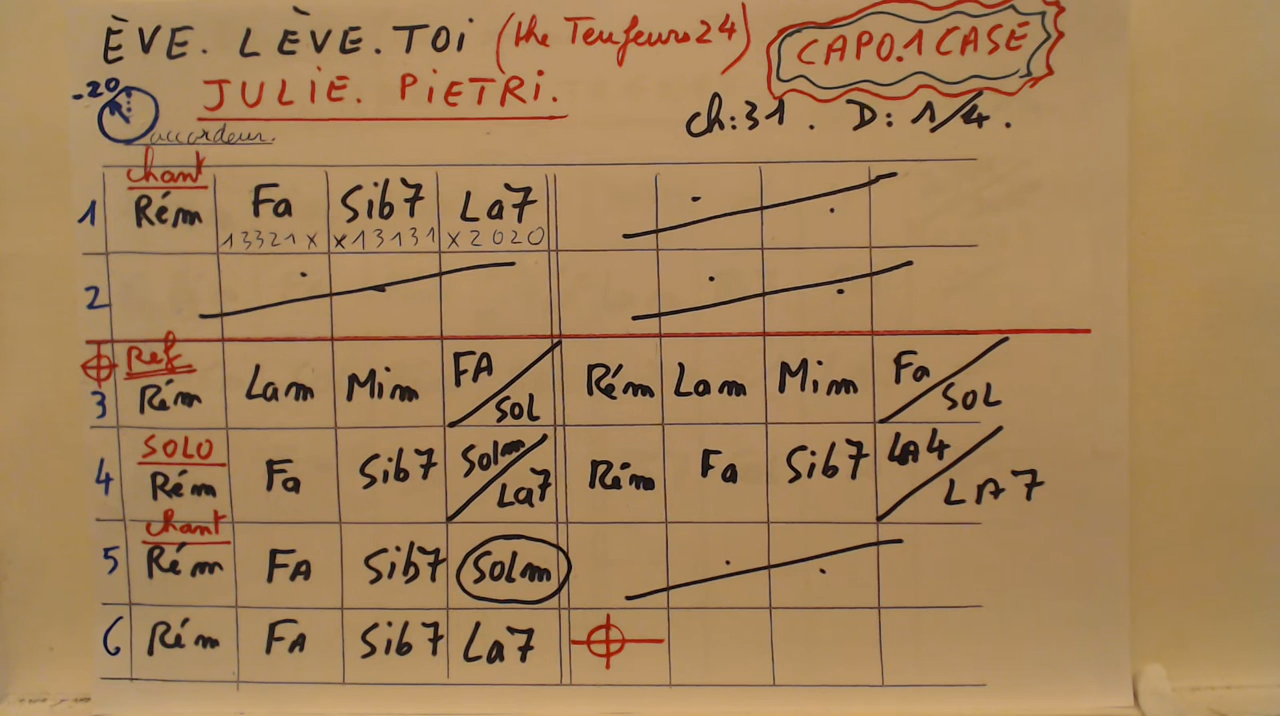 ÈVE. LÈVE. TOi (the Teufeurs24)
CAPO.1 CASE
JULIE. PIETRI.
-20
accordeur.
ch:31. D: 1/4.
chant
1 Rém Fa Sib7 La7
13321x x13131 x2020
2
Ref
3 Rém Lam Mim FA/SOL Rém Lam Mim Fa/SOL
SOLO
4 Rém Fa Sib7 Solm/La7 Rém Fa Sib7 LA4/LA7
chant
5 Rém FA Sib7 Solm
6 Rém FA Sib7 La7